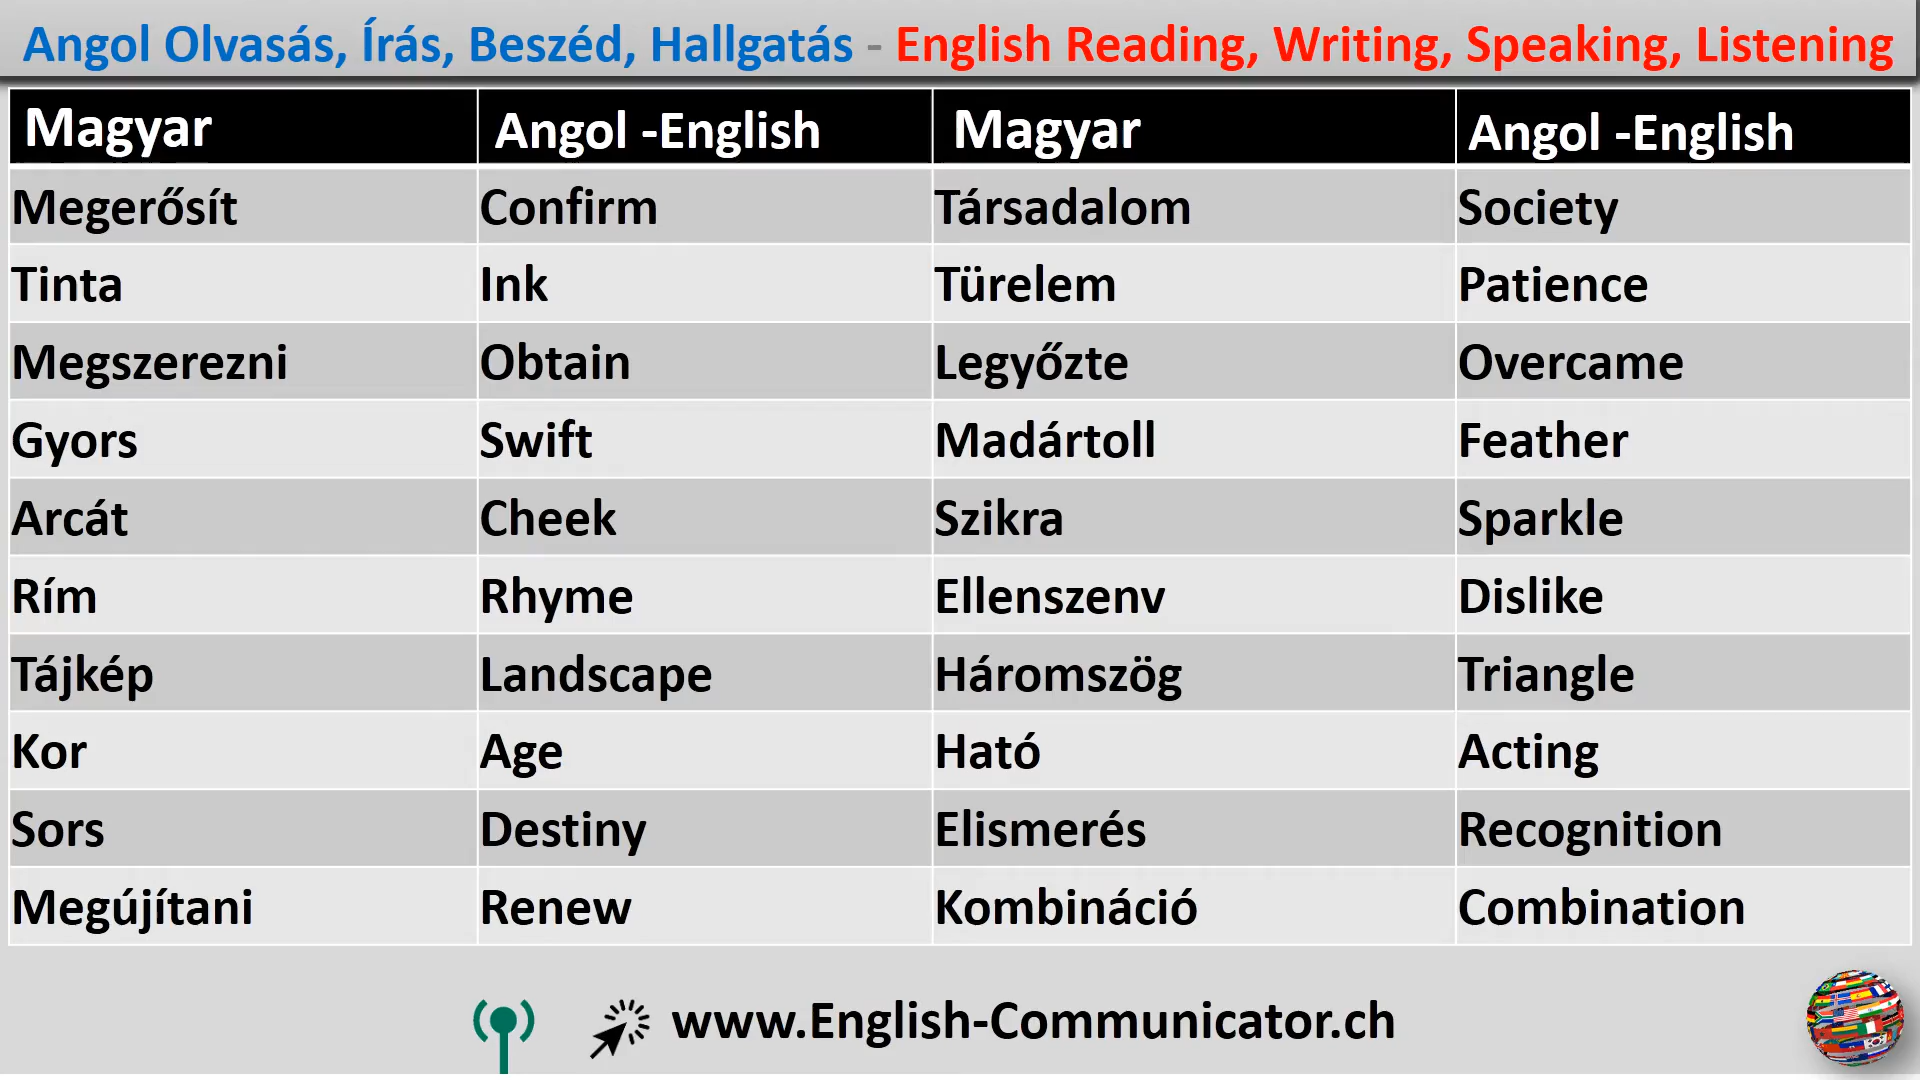 Angol Olvasás, Írás, Beszéd, Hallgatás - English Reading, Writing, Speaking, Listening
Magyar Angol -English Magyar Angol -English
Megerősít Confirm Társadalom Society
Tinta Ink Türelem Patience
Megszerezni Obtain Legyőzte Overcame
Gyors Swift Madártoll Feather
Arcát Cheek Szikra Sparkle
Rím Rhyme Ellenszenv Dislike
Tájkép Landscape Háromszög Triangle
Kor Age Ható Acting
Sors Destiny Elismerés Recognition
Megújítani Renew Kombináció Combination
www.English-Communicator.ch